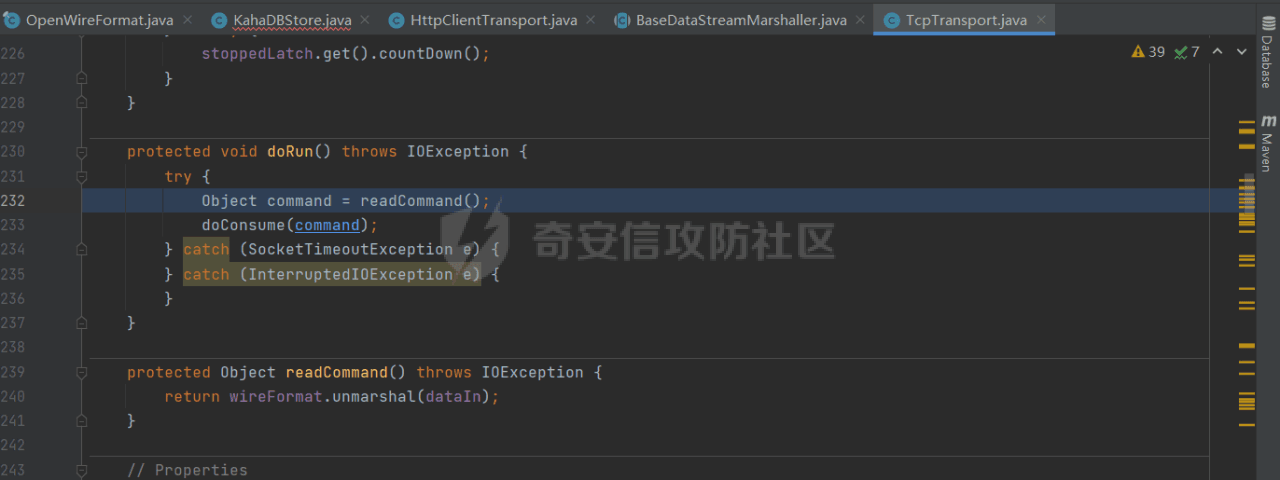 OpenWireFormat.java KahaDBStore.java HttpClientTransport.java BaseDataStreamMarshaller.java TcpTransport.java
226 stoppedLatch.get().countDown(); 39 7
227 }
228 }
229
230 protected void doRun() throws IOException {
231 try {
232 Object command = readCommand();
233 doConsume(command);
234 } catch (SocketTimeoutException e) {
235 } catch (InterruptedIOException e) {
236 }
237 }
238
239 protected Object readCommand() throws IOException {
240 return wireFormat.unmarshal(dataIn);
241 }
242
243 // Properties
Database
m Maven
奇安信攻防社区